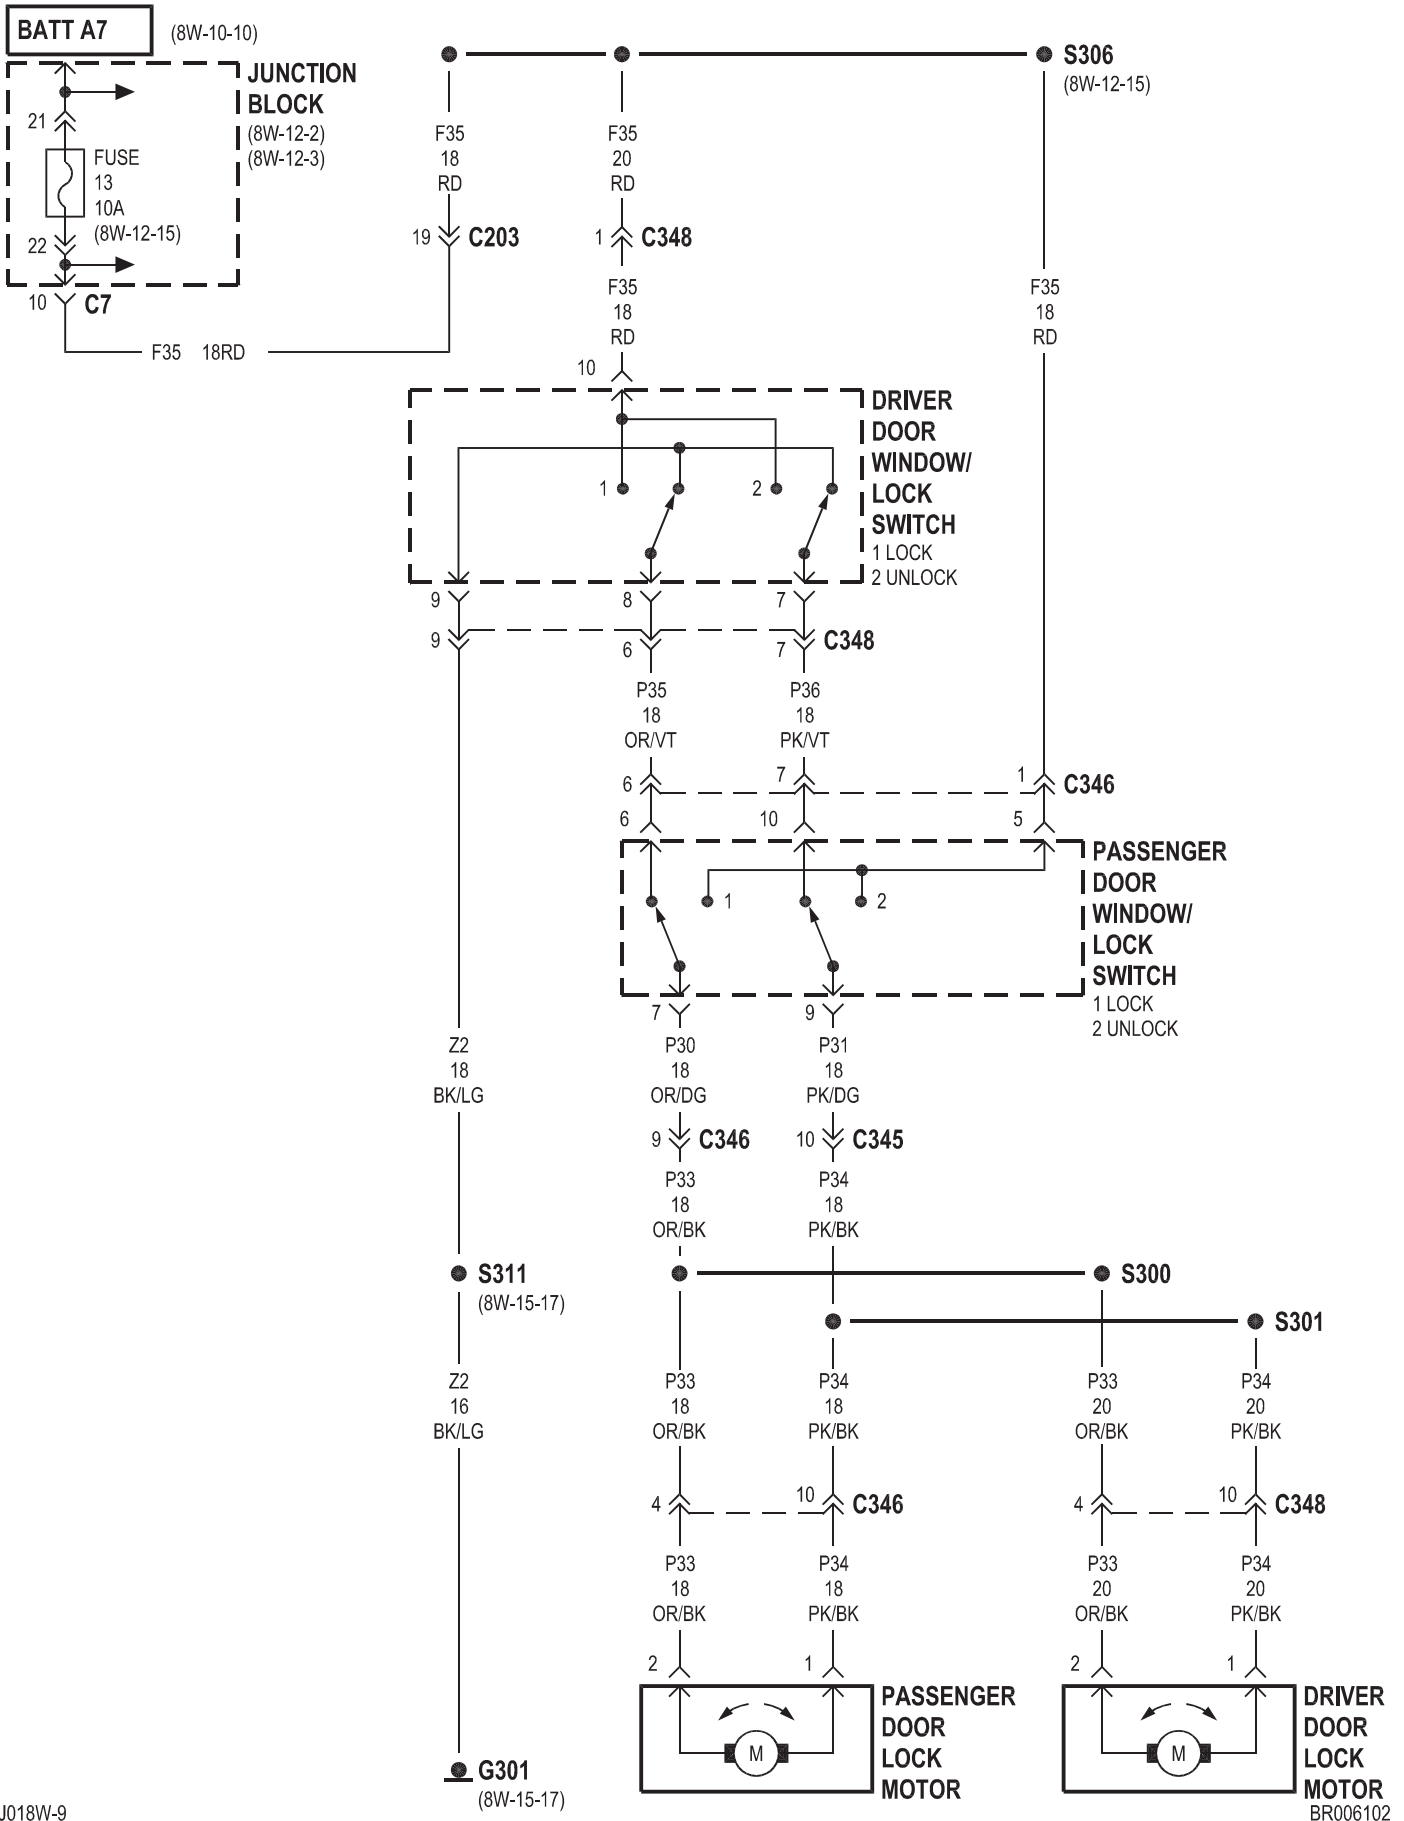 BATT A7
(8W-10-10)
JUNCTION
BLOCK
(8W-12-2)
(8W-12-3)
21
FUSE
13
10A
(8W-12-15)
22
10
C7
F35 18RD
S306
(8W-12-15)
F35
18
RD
19
C203
F35
20
RD
1
C348
F35
18
RD
10
F35
18
RD
DRIVER
DOOR
WINDOW/
LOCK
SWITCH
1 LOCK
2 UNLOCK
1
2
9
8
7
9
6
7
C348
P35
18
OR/VT
P36
18
PK/VT
6
7
1
C346
6
10
5
PASSENGER
DOOR
WINDOW/
LOCK
SWITCH
1 LOCK
2 UNLOCK
1
2
7
9
Z2
18
BK/LG
P30
18
OR/DG
P31
18
PK/DG
9
C346
10
C345
P33
18
OR/BK
P34
18
PK/BK
S311
(8W-15-17)
S300
S301
Z2
16
BK/LG
P33
18
OR/BK
P34
18
PK/BK
P33
20
OR/BK
P34
20
PK/BK
4
10
C346
4
10
C348
P33
18
OR/BK
P34
18
PK/BK
P33
20
OR/BK
P34
20
PK/BK
2
1
2
1
M
PASSENGER
DOOR
LOCK
MOTOR
M
DRIVER
DOOR
LOCK
MOTOR
G301
(8W-15-17)
J018W-9
BR006102